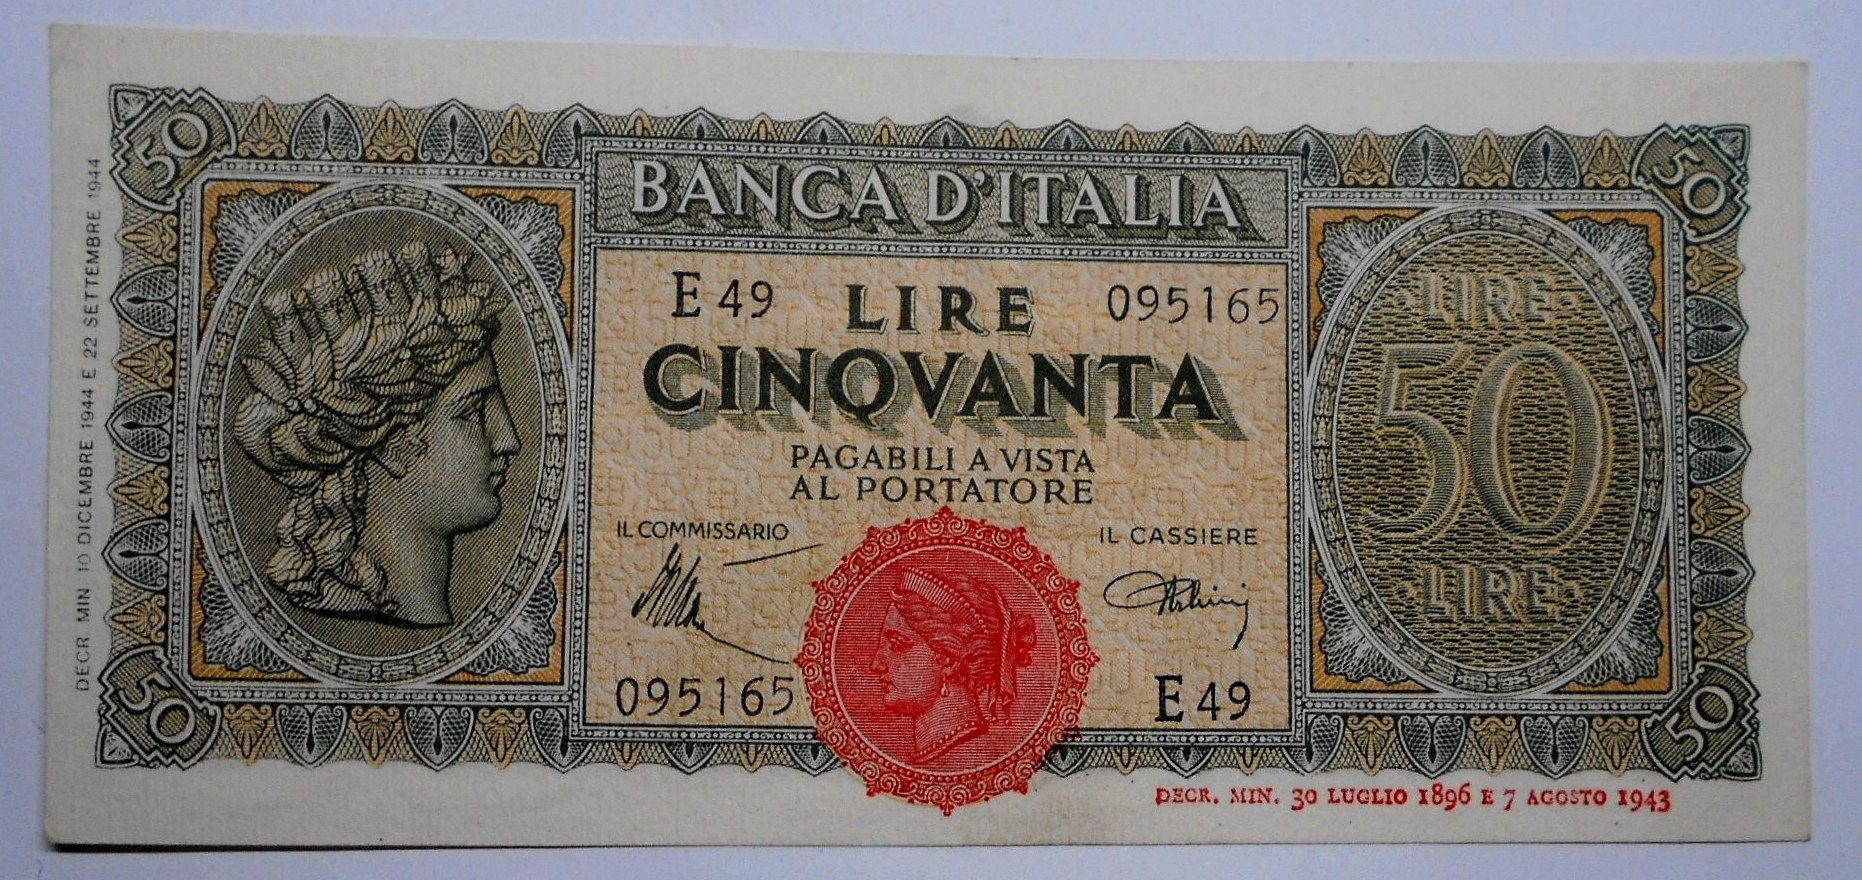 50
50
BANCA D'ITALIA
E 49
LIRE
095165
CINQVANTA
PAGABILI A VISTA
AL PORTATORE
IL COMMISSARIO
IL CASSIERE
095165
E 49
LIRE
50
LIRE
50
50
DECR. MIN. 30 LUGLIO 1896 E 7 AGOSTO 1943
DECR MIN 10 DICEMBRE 1944 E 22 SETTEMBRE 1944